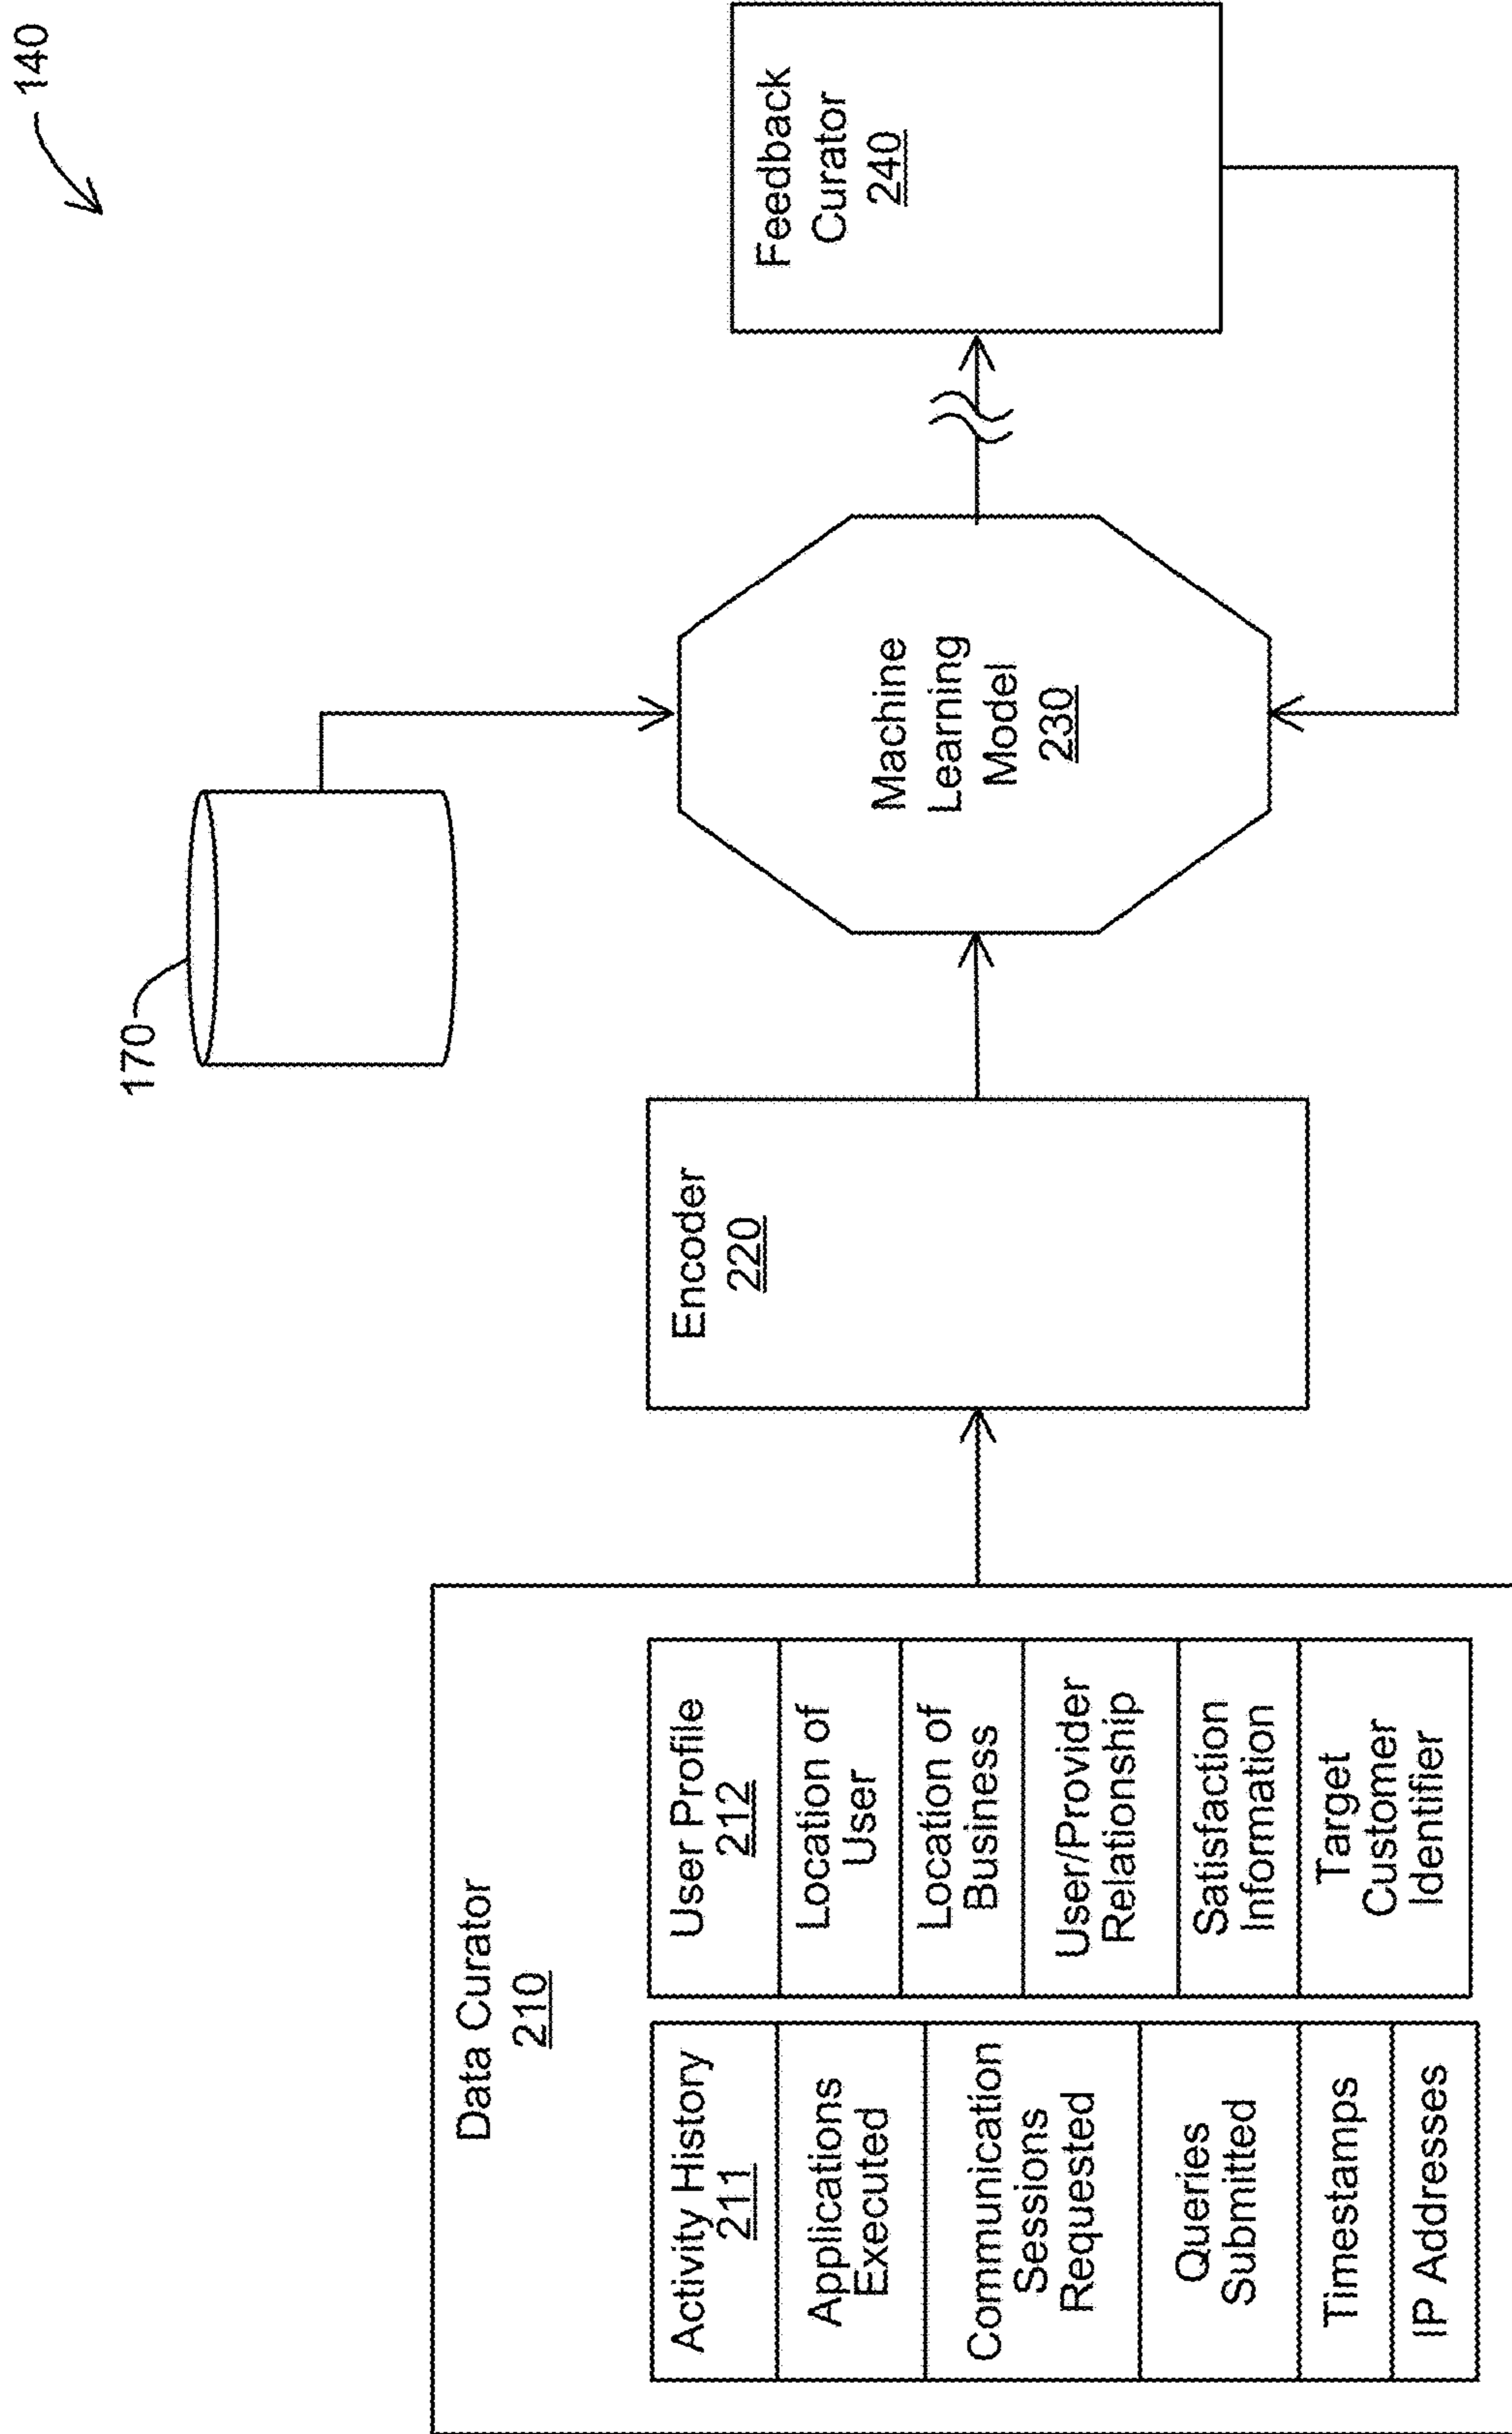 140
170
Data Curator
210
Activity History
211
Applications
Executed
Communication
Sessions
Requested
Queries
Submitted
Timestamps
IP Addresses
User Profile
212
Location of
User
Location of
Business
User/Provider
Relationship
Satisfaction
Information
Target
Customer
Identifier
Encoder
220
Machine
Learning
Model
230
Feedback
Curator
240